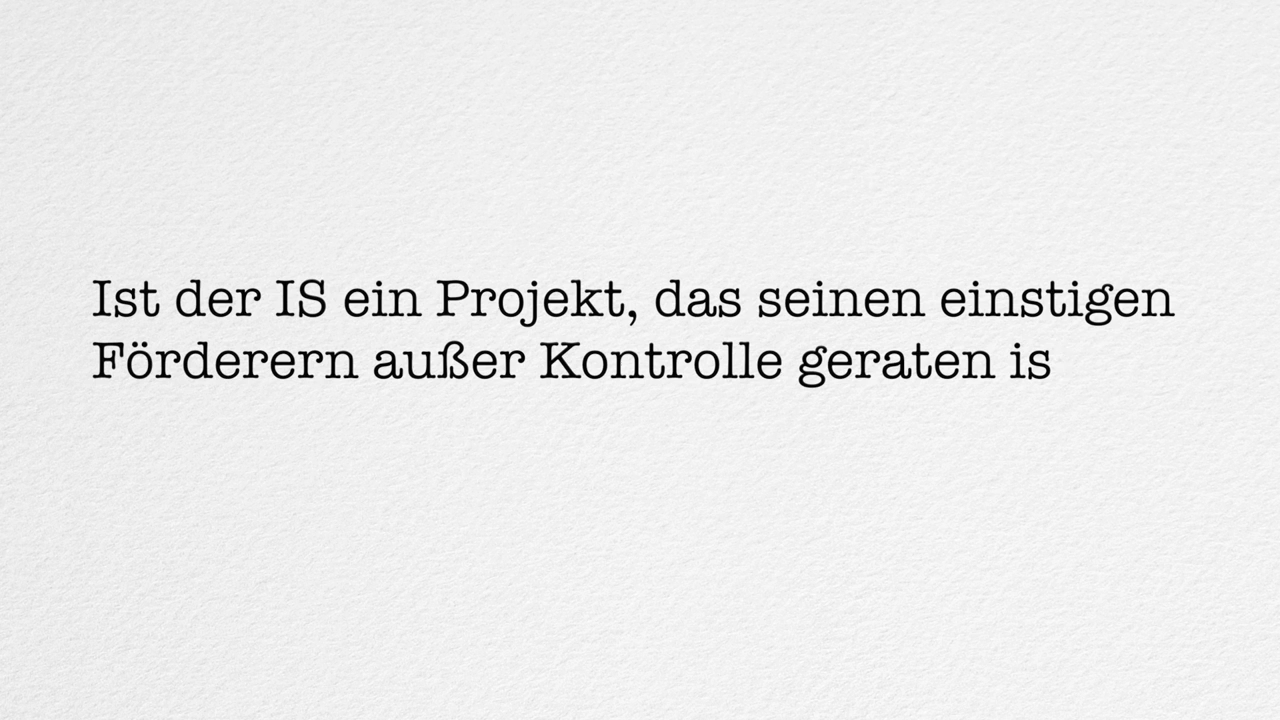 Ist der IS ein Projekt, das seinen einstigen
Förderern außer Kontrolle geraten is